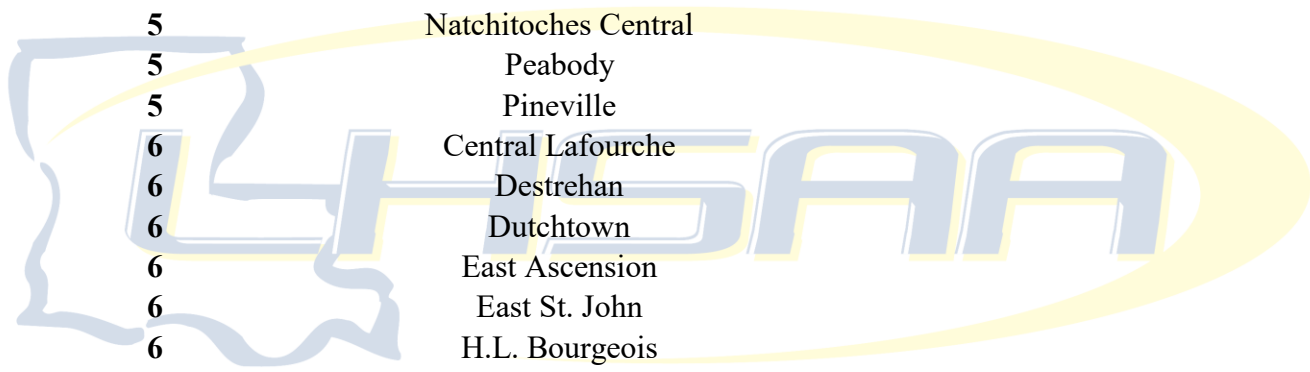 5 Natchitoches Central
5 Peabody
5 Pineville
6 Central Lafourche
6 Destrehan
6 Dutchtown
6 East Ascension
6 East St. John
6 H.L. Bourgeois
LHSAA